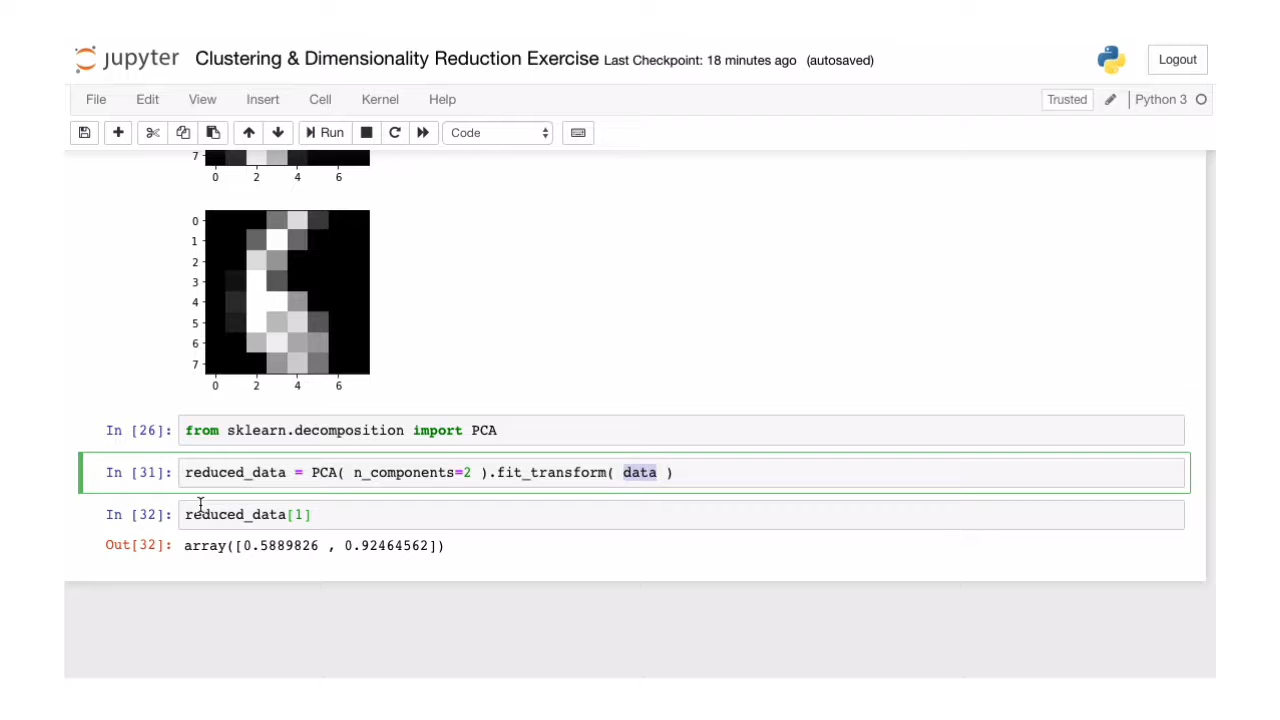 jupyter Clustering & Dimensionality Reduction Exercise Last Checkpoint: 18 minutes ago (autosaved) Logout
File Edit View Insert Cell Kernel Help Trusted Python 3
Run Code
7
0 2 4 6
0
1
2
3
4
5
6
7
0 2 4 6
In [26]: from sklearn.decomposition import PCA
In [31]: reduced_data = PCA( n_components=2 ).fit_transform( data )
In [32]: reduced_data[1]
Out[32]: array([0.5889826 , 0.92464562])